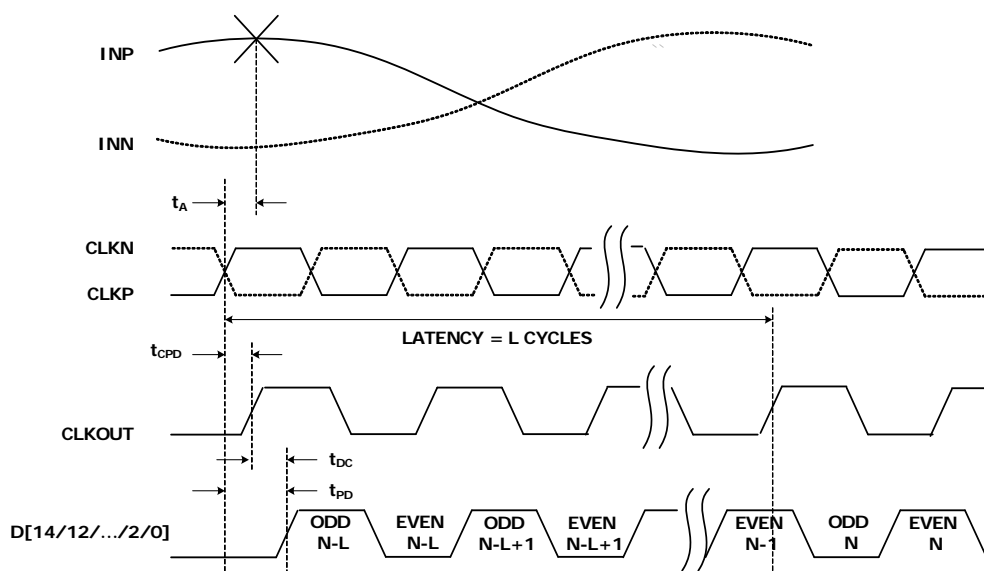 INP
INN
tA
CLKN
CLKP
LATENCY = L CYCLES
tCPD
CLKOUT
tDC
tPD
D[14/12/.../2/0]
ODD N-L
EVEN N-L
ODD N-L+1
EVEN N-L+1
EVEN N-1
ODD N
EVEN N